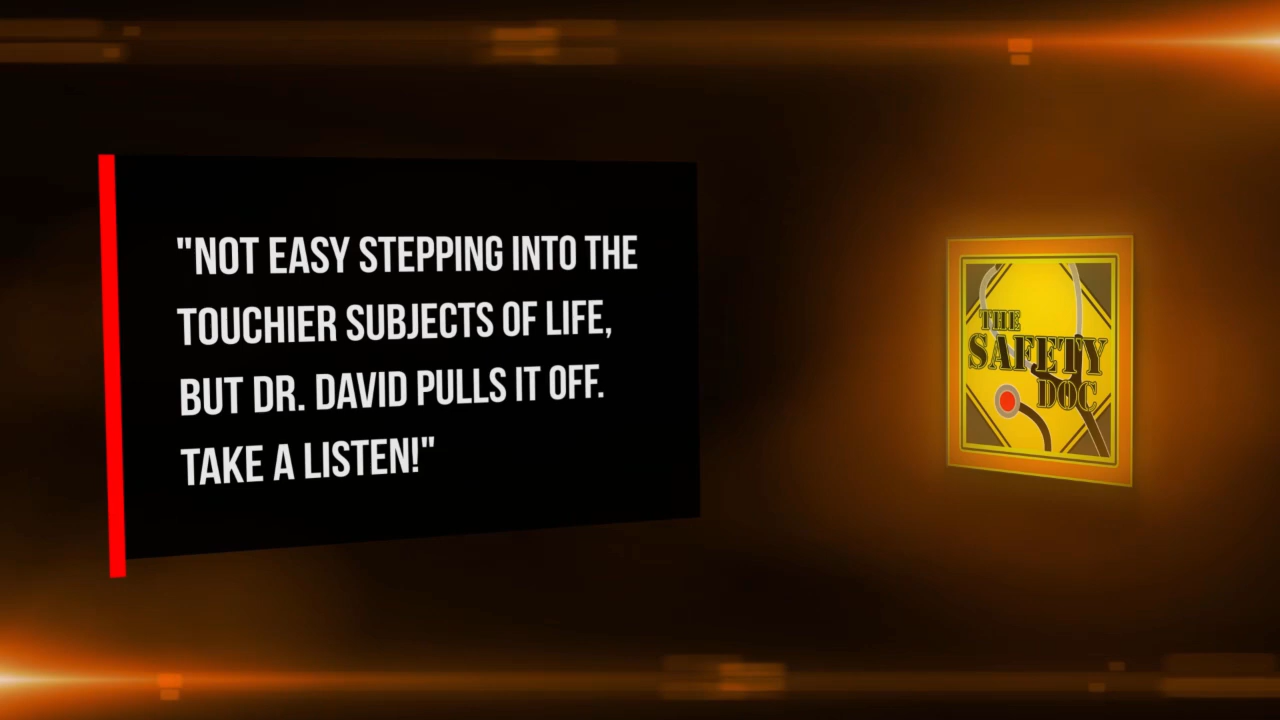 "NOT EASY STEPPING INTO THE
TOUCHIER SUBJECTS OF LIFE,
BUT DR. DAVID PULLS IT OFF.
TAKE A LISTEN!"
THE
SAFETY
DOC